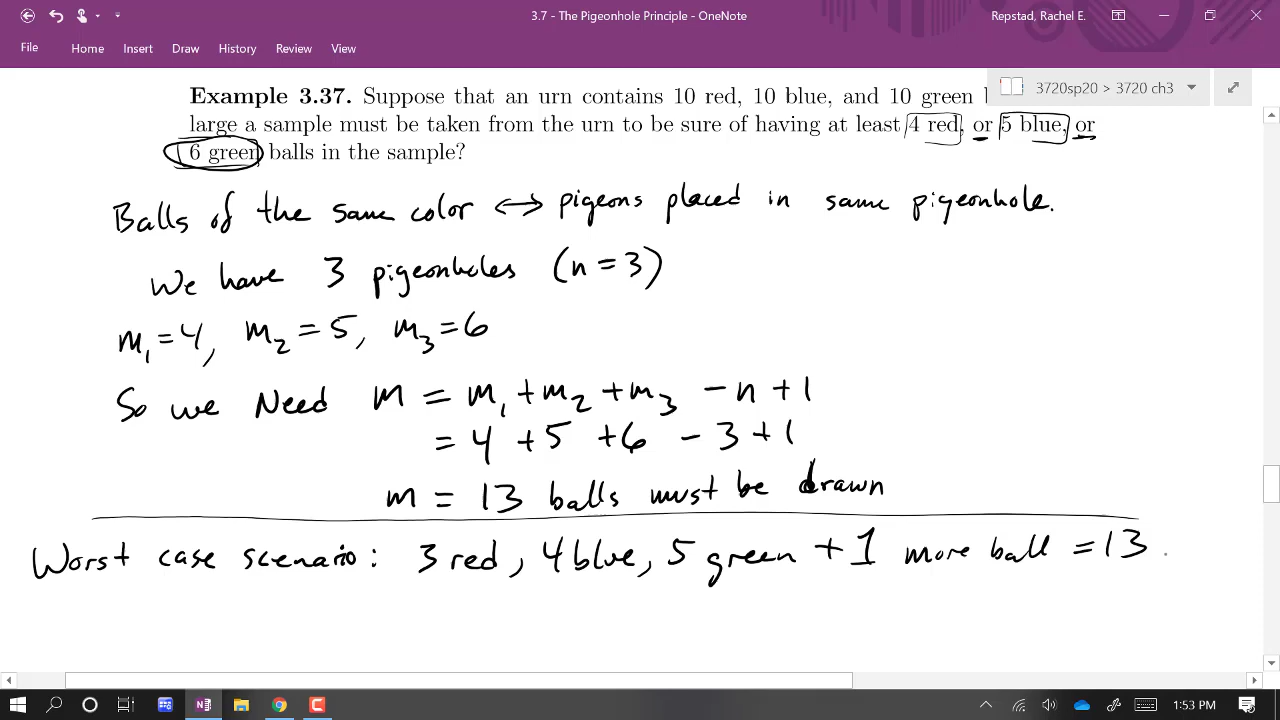 3.7 - The Pigeonhole Principle - OneNote
Repstad, Rachel E.
File Home Insert Draw History Review View
3720sp20 > 3720 ch3
Example 3.37. Suppose that an urn contains 10 red, 10 blue, and 10 green
large a sample must be taken from the urn to be sure of having at least 4 red, or 5 blue, or
6 green balls in the sample?
Balls of the same color ↔ pigeons placed in same pigeonhole.
We have 3 pigeonholes (n = 3)
m₁ = 4, m₂ = 5, m₃ = 6
So we Need m = m₁ + m₂ + m₃ - n + 1
= 4 + 5 + 6 - 3 + 1
m = 13 balls must be drawn
Worst case scenario: 3 red, 4 blue, 5 green + 1 more ball = 13.
1:53 PM